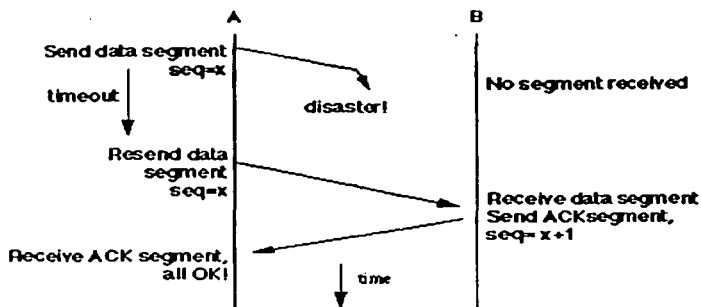 A
B
Send data segment
seq=x
timeout
disaster!
No segment received
Resend data
segment
seq=x
Receive data segment
Send ACKsegment,
seq= x+1
Receive ACK segment,
all OK!
time